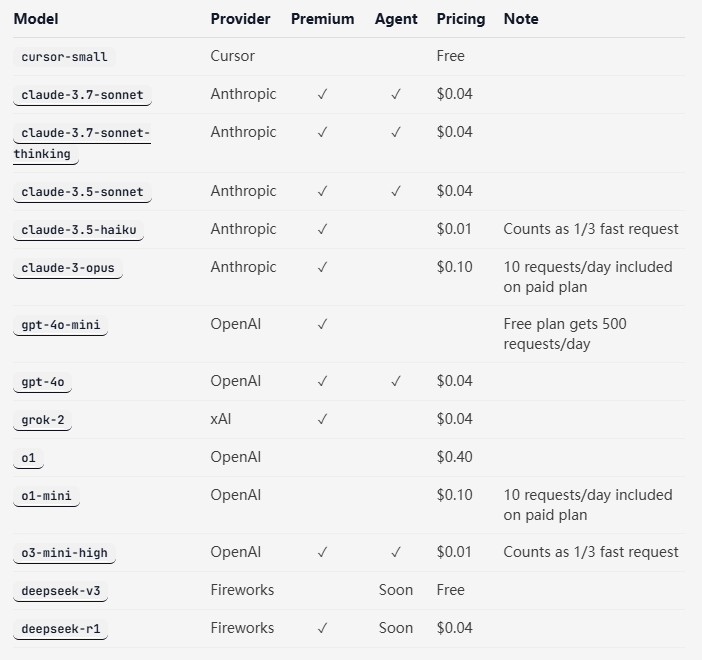 Model Provider Premium Agent Pricing Note
cursor-small Cursor Free
claude-3.7-sonnet Anthropic ✓ ✓ $0.04
claude-3.7-sonnet- Anthropic ✓ ✓ $0.04
thinking
claude-3.5-sonnet Anthropic ✓ ✓ $0.04
claude-3.5-haiku Anthropic ✓ $0.01 Counts as 1/3 fast request
claude-3-opus Anthropic ✓ $0.10 10 requests/day included
on paid plan
gpt-4o-mini OpenAI ✓ Free plan gets 500
requests/day
gpt-4o OpenAI ✓ ✓ $0.04
grok-2 xAI ✓ $0.04
o1 OpenAI $0.40
o1-mini OpenAI $0.10 10 requests/day included
on paid plan
o3-mini-high OpenAI ✓ ✓ $0.01 Counts as 1/3 fast request
deepseek-v3 Fireworks Soon Free
deepseek-r1 Fireworks ✓ Soon $0.04